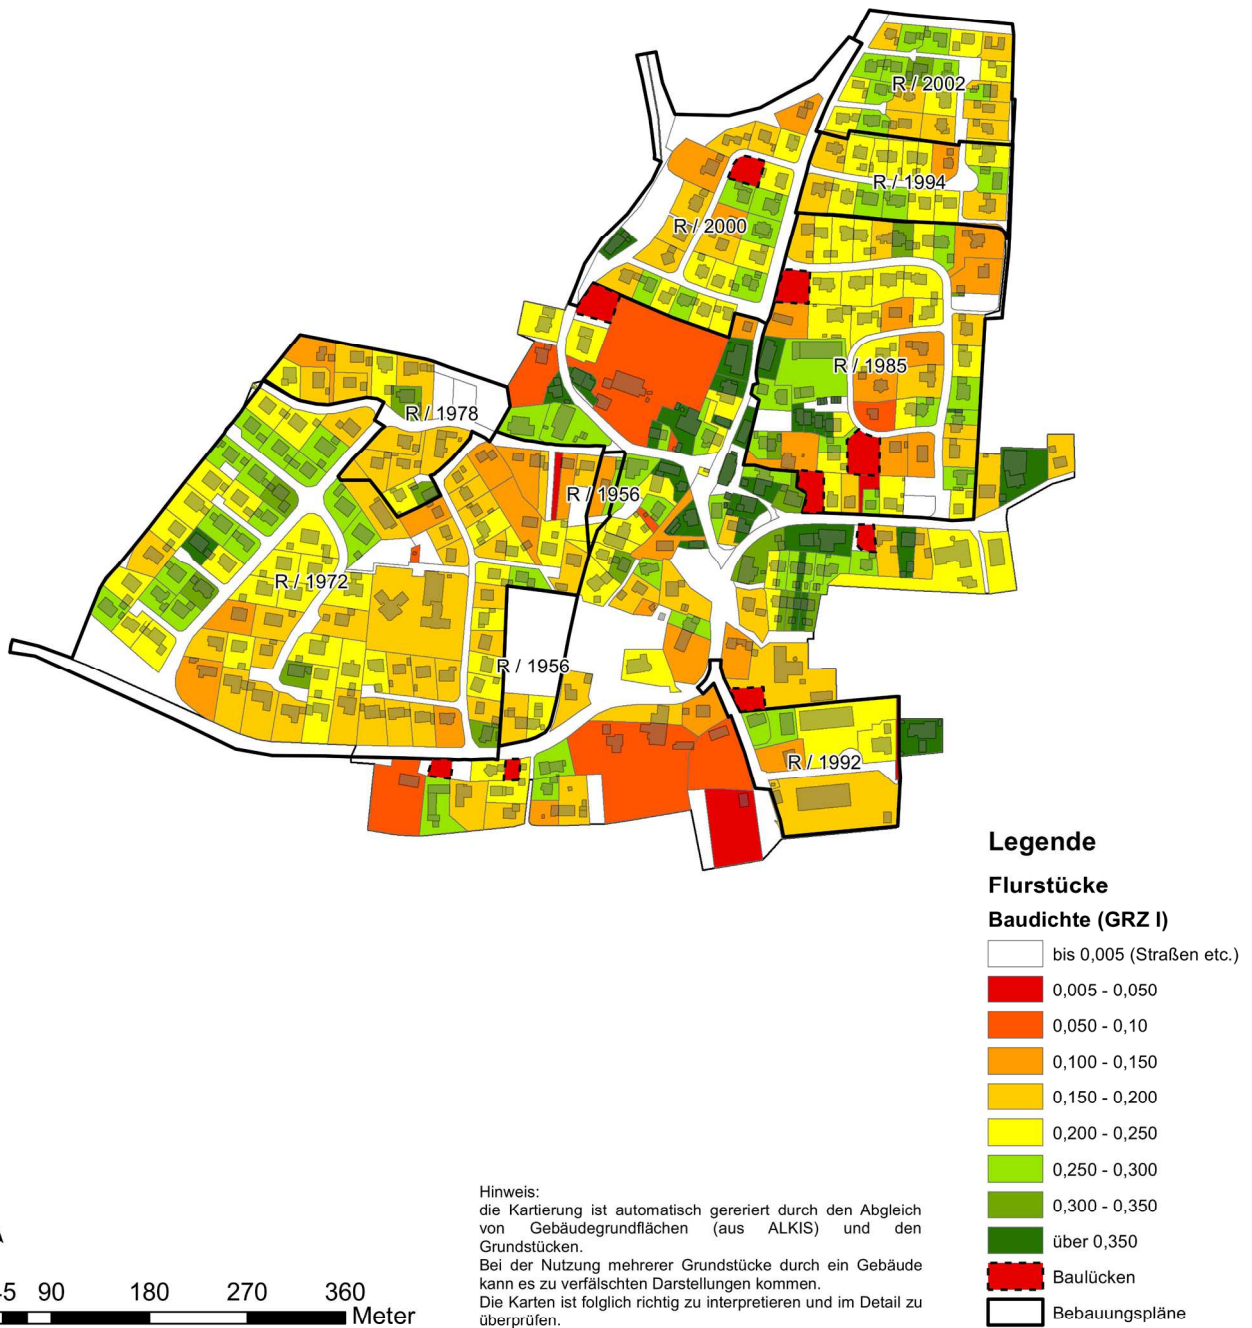 R / 2002
R / 1994
R / 2000
R / 1985
R / 1978
R / 1956
R / 1972
R / 1956
R / 1992
Legende
Flurstücke
Baudichte (GRZ I)
bis 0,005 (Straßen etc.)
0,005 - 0,050
0,050 - 0,10
0,100 - 0,150
0,150 - 0,200
0,200 - 0,250
0,250 - 0,300
0,300 - 0,350
über 0,350
Baulücken
Bebauungspläne
Hinweis:
die Kartierung ist automatisch gereriert durch den Abgleich
von Gebäudegrundflächen (aus ALKIS) und den
Grundstücken.
Bei der Nutzung mehrerer Grundstücke durch ein Gebäude
kann es zu verfälschten Darstellungen kommen.
Die Karten ist folglich richtig zu interpretieren und im Detail zu
überprüfen.
90 180 270 360
Meter